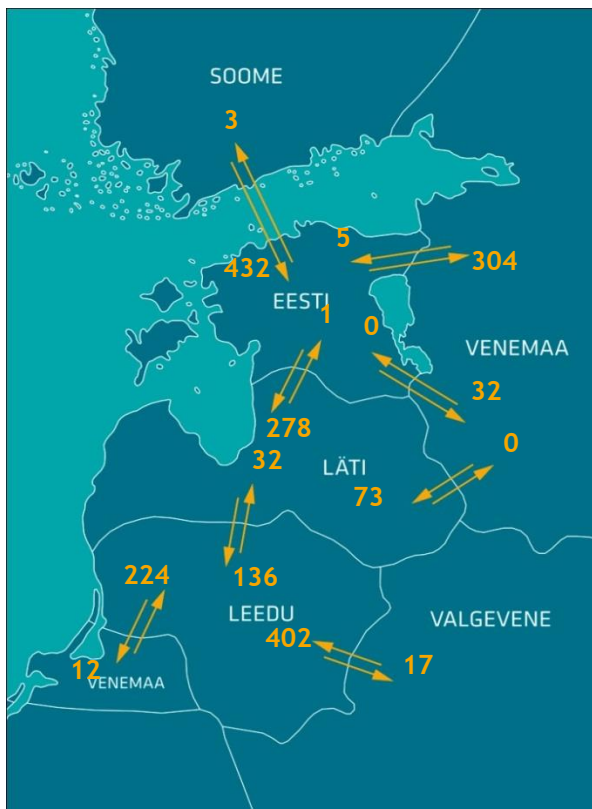 SOOME
3
5
432
304
EESTI
1
0
VENEMAA
32
278
0
32
LÄTI
73
224
136
LEEDU
VALGEVENE
402
17
12
VENEMAA